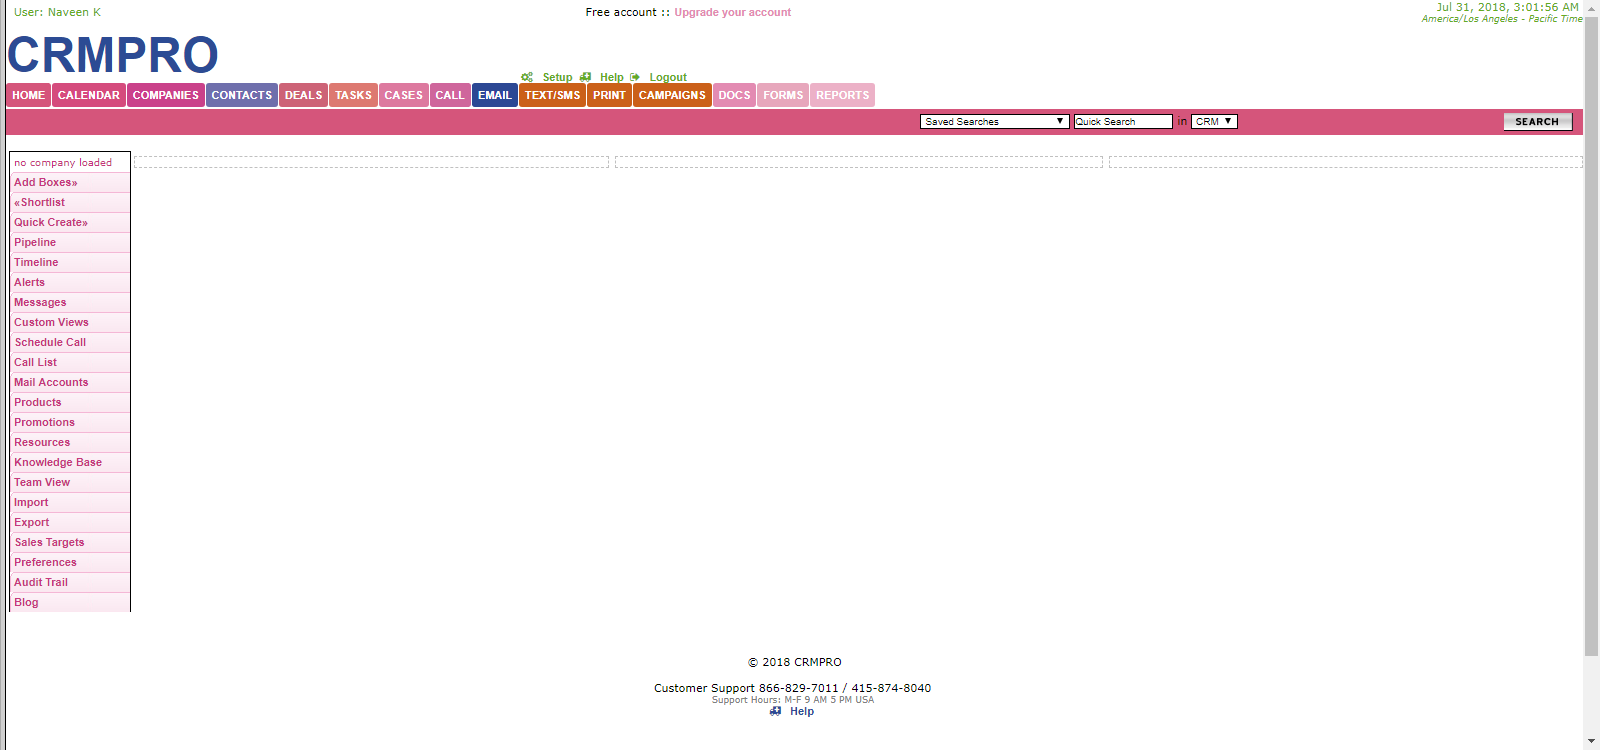 User: Naveen K
Free account :: Upgrade your account
Jul 31, 2018, 3:01:56 AM
America/Los Angeles - Pacific Time
CRMPRO
Setup Help Logout
HOME CALENDAR COMPANIES CONTACTS DEALS TASKS CASES CALL EMAIL TEXT/SMS PRINT CAMPAIGNS DOCS FORMS REPORTS
Saved Searches Quick Search in CRM SEARCH
no company loaded
Add Boxes»
«Shortlist
Quick Create»
Pipeline
Timeline
Alerts
Messages
Custom Views
Schedule Call
Call List
Mail Accounts
Products
Promotions
Resources
Knowledge Base
Team View
Import
Export
Sales Targets
Preferences
Audit Trail
Blog
© 2018 CRMPRO
Customer Support 866-829-7011 / 415-874-8040
Support Hours: M-F 9 AM 5 PM USA
Help